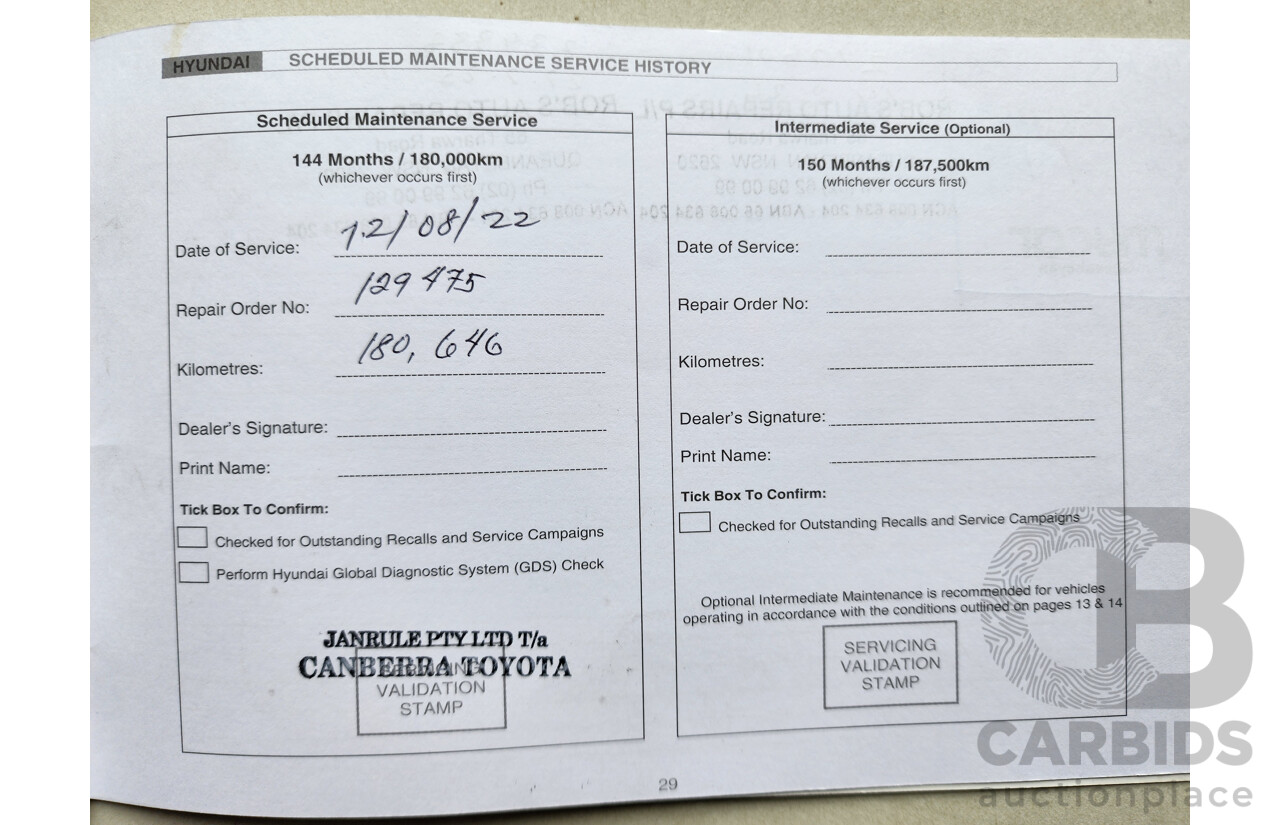 HYUNDAI SCHEDULED MAINTENANCE SERVICE HISTORY
Scheduled Maintenance Service
144 Months / 180,000km
(whichever occurs first)
Date of Service: 12/08/22
Repair Order No: 129475
Kilometres: 180,646
Dealer's Signature:
Print Name:
Tick Box To Confirm:
Checked for Outstanding Recalls and Service Campaigns
Perform Hyundai Global Diagnostic System (GDS) Check
JANRULE PTY LTD T/a
CANBERRA TOYOTA
SERVICING
VALIDATION
STAMP
Intermediate Service (Optional)
150 Months / 187,500km
(whichever occurs first)
Date of Service:
Repair Order No:
Kilometres:
Dealer's Signature:
Print Name:
Tick Box To Confirm:
Checked for Outstanding Recalls and Service Campaigns
Optional Intermediate Maintenance is recommended for vehicles
operating in accordance with the conditions outlined on pages 13 & 14
SERVICING
VALIDATION
STAMP
29
CARBIDS
auctionplace